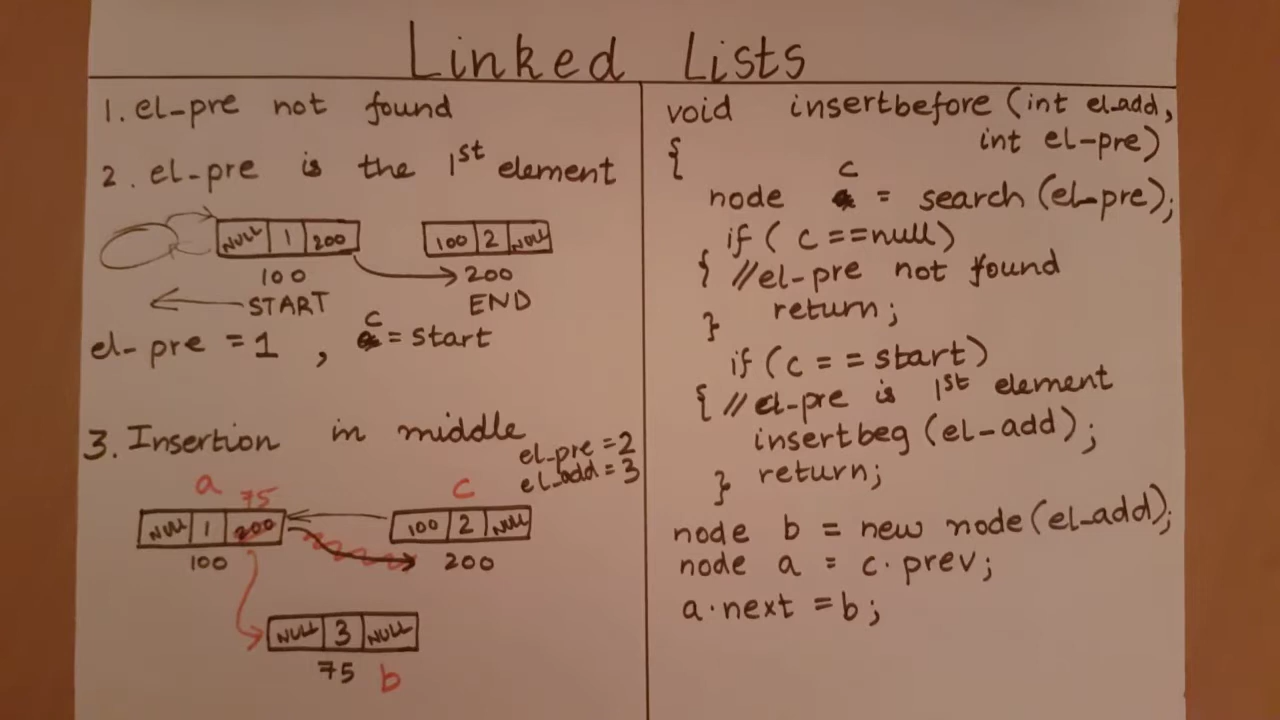 Linked Lists
1. el-pre not found
2. el-pre is the 1st element
NULL 1 200
100 2 NULL
100
200
START
END
el-pre = 1 , c = start
3. Insertion in middle
el-pre = 2
el-add = 3
a
75
c
NULL 1 200
100 2 NULL
100
200
NULL 3 NULL
75
b
void insertbefore (int el-add,
int el-pre)
{
c
node = search (el-pre);
if ( c ==null)
{ //el-pre not found
return;
}
if (c == start)
{ //el-pre is 1st element
insertbeg (el-add);
} return;
node b = new node (el-add);
node a = c.prev;
a.next = b;